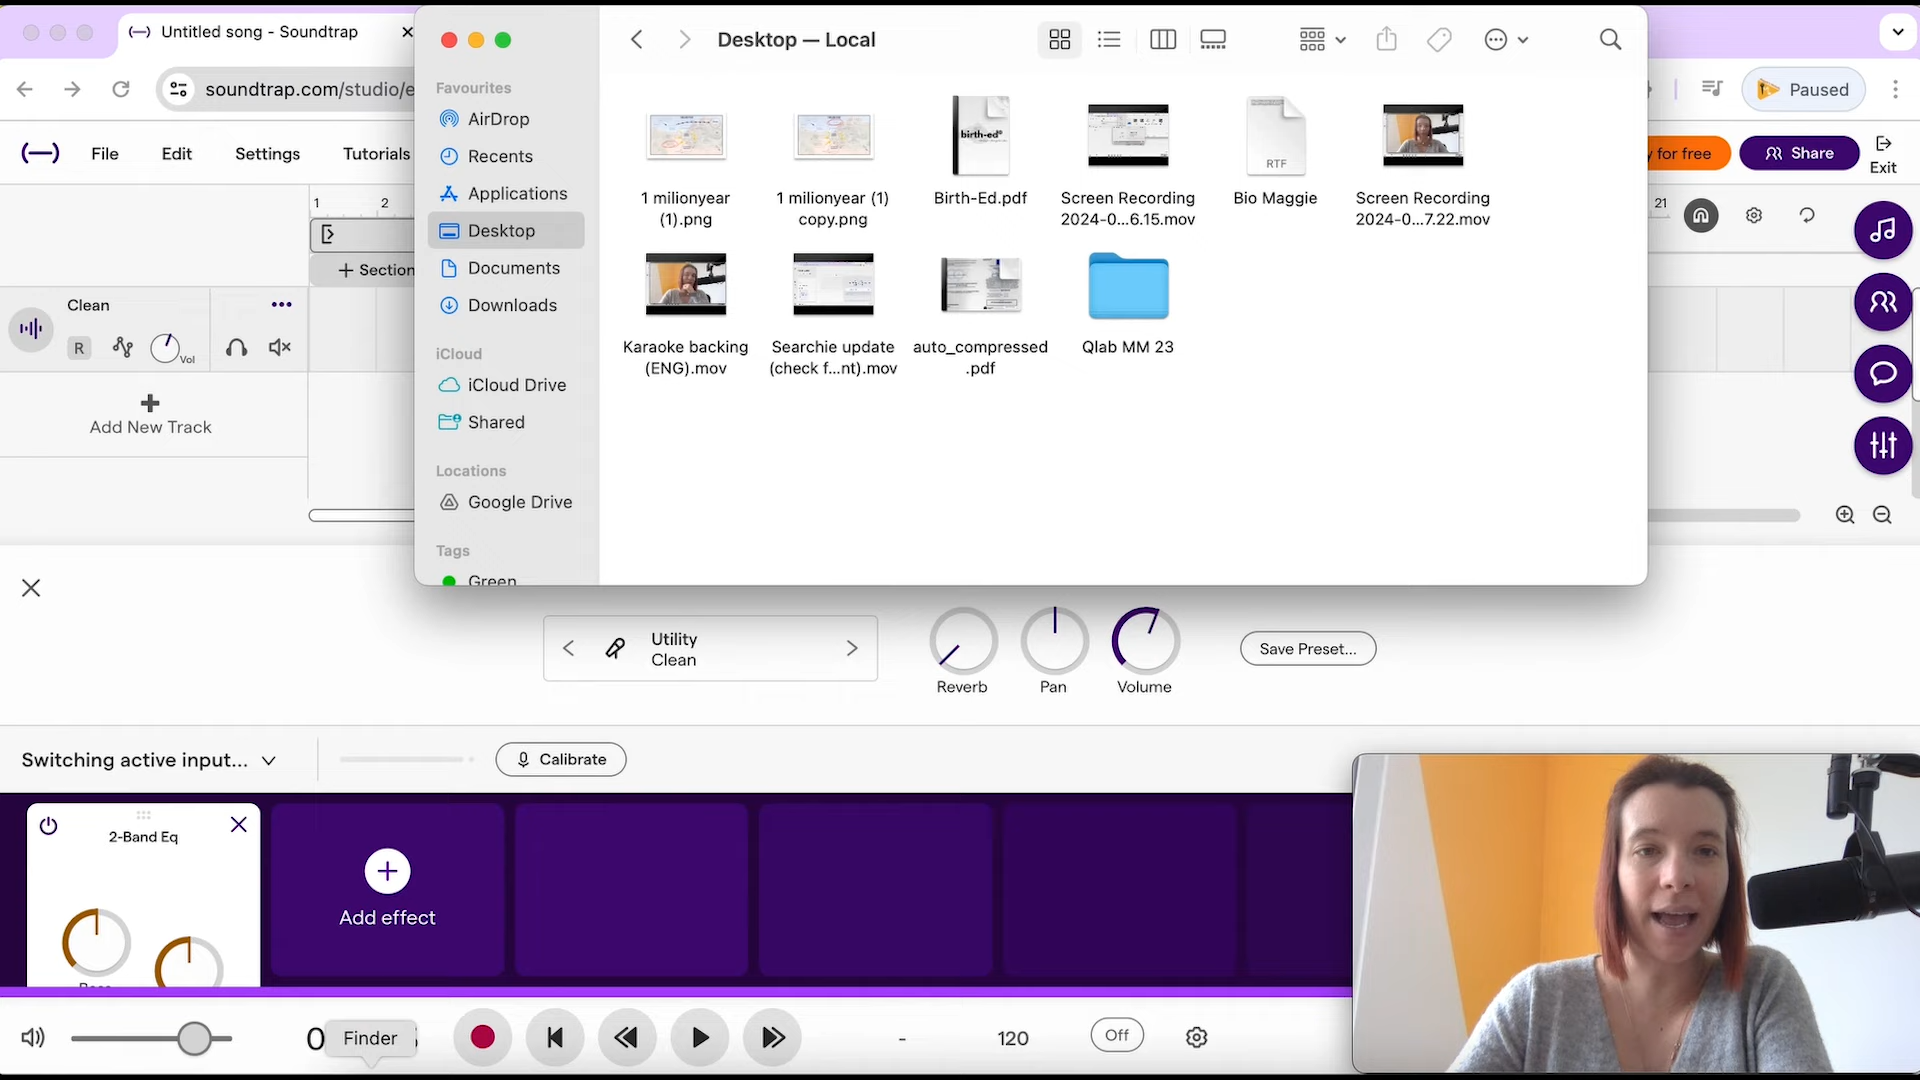 Untitled song - Soundtrap
Desktop — Local
soundtrap.com/studio/e
Paused
File
Edit
Settings
Tutorials
for free
Share
Exit
Favourites
AirDrop
Recents
Applications
Desktop
Documents
Downloads
iCloud
iCloud Drive
Shared
Locations
Google Drive
Tags
Green
1 milionyear
(1).png
1 milionyear (1)
copy.png
birth-ed
Birth-Ed.pdf
Screen Recording
2024-0...6.15.mov
RTF
Bio Maggie
Screen Recording
2024-0...7.22.mov
Karaoke backing
(ENG).mov
Searchie update
(check f...nt).mov
auto_compressed
.pdf
Qlab MM 23
1
2
21
+ Section
Clean
R
Vol
Add New Track
Utility
Clean
Reverb
Pan
Volume
Save Preset...
Switching active input...
Calibrate
2-Band Eq
Bass
Add effect
0
Finder
-
120
Off